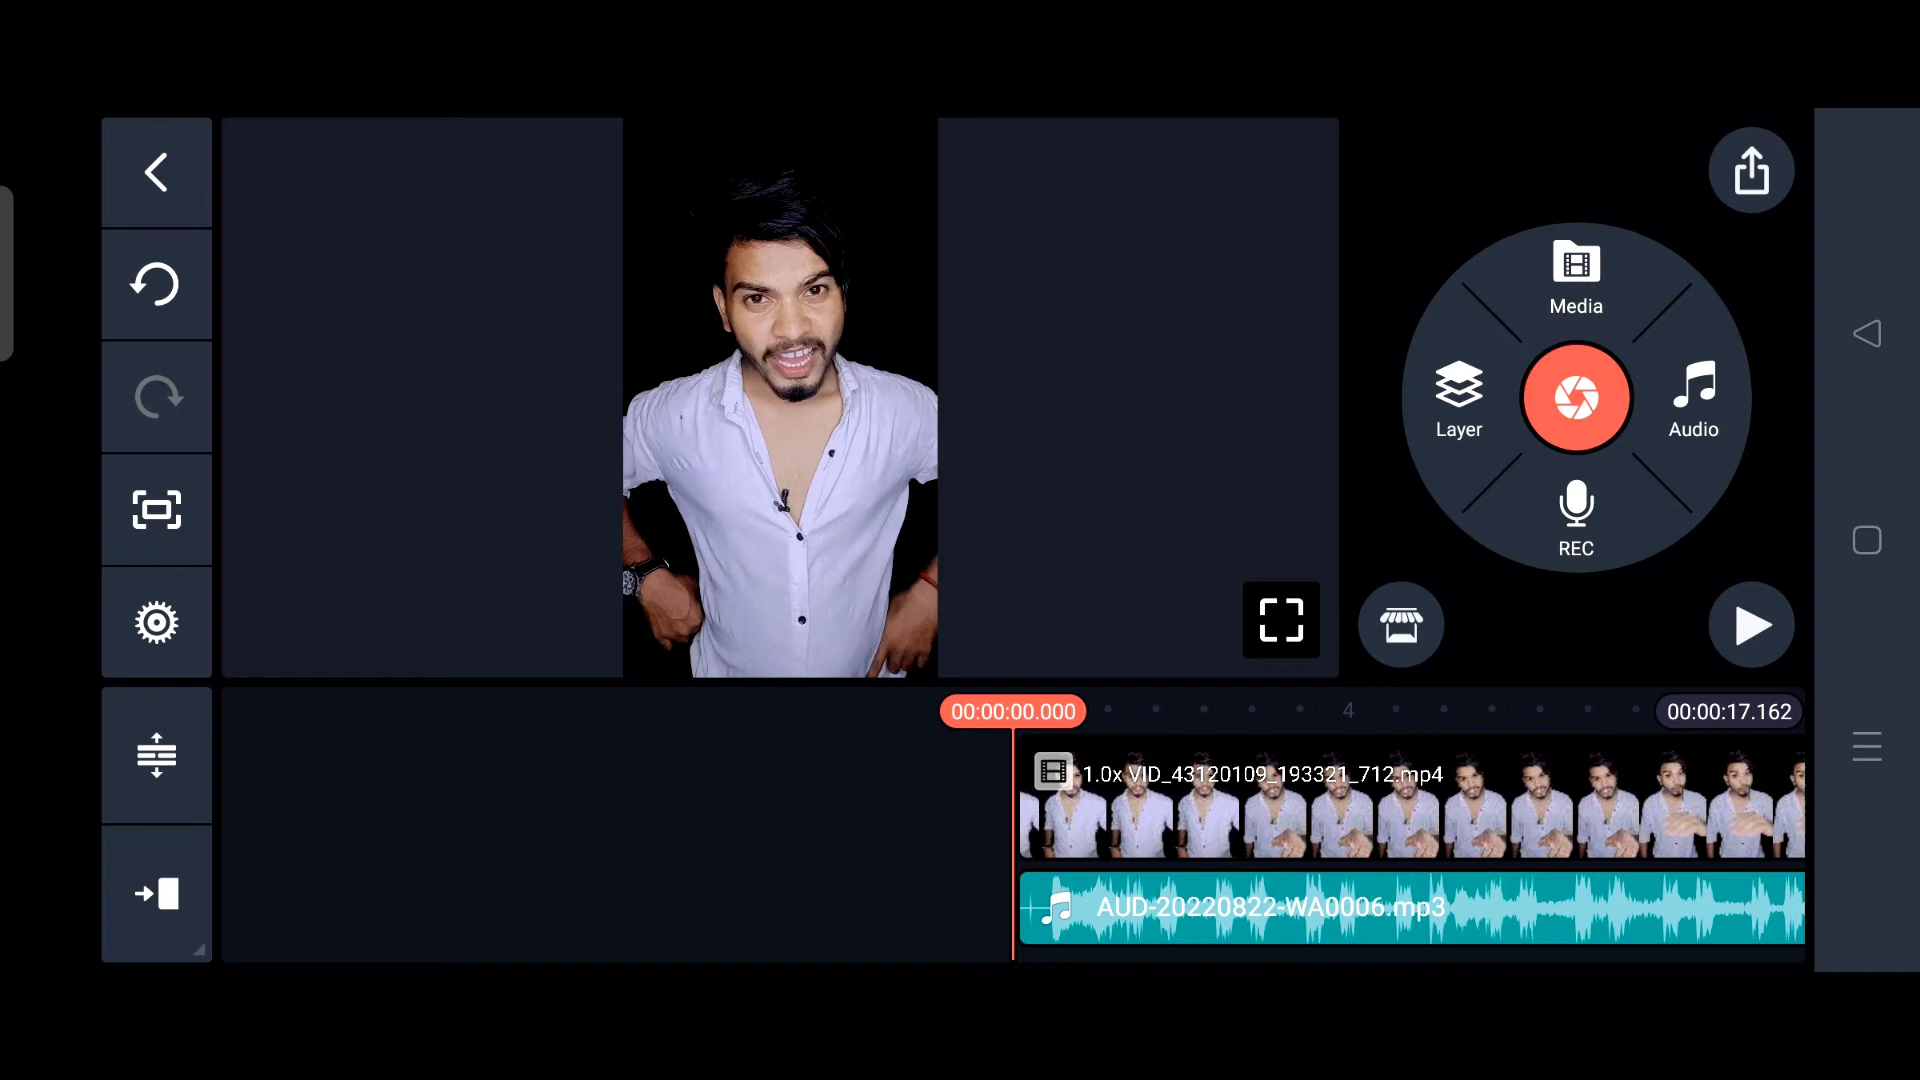 Media
Layer
Audio
REC
00:00:00.000
4
00:00:17.162
1.0x VID_43120109_193321_712.mp4
AUD-20220822-WA0006.mp3